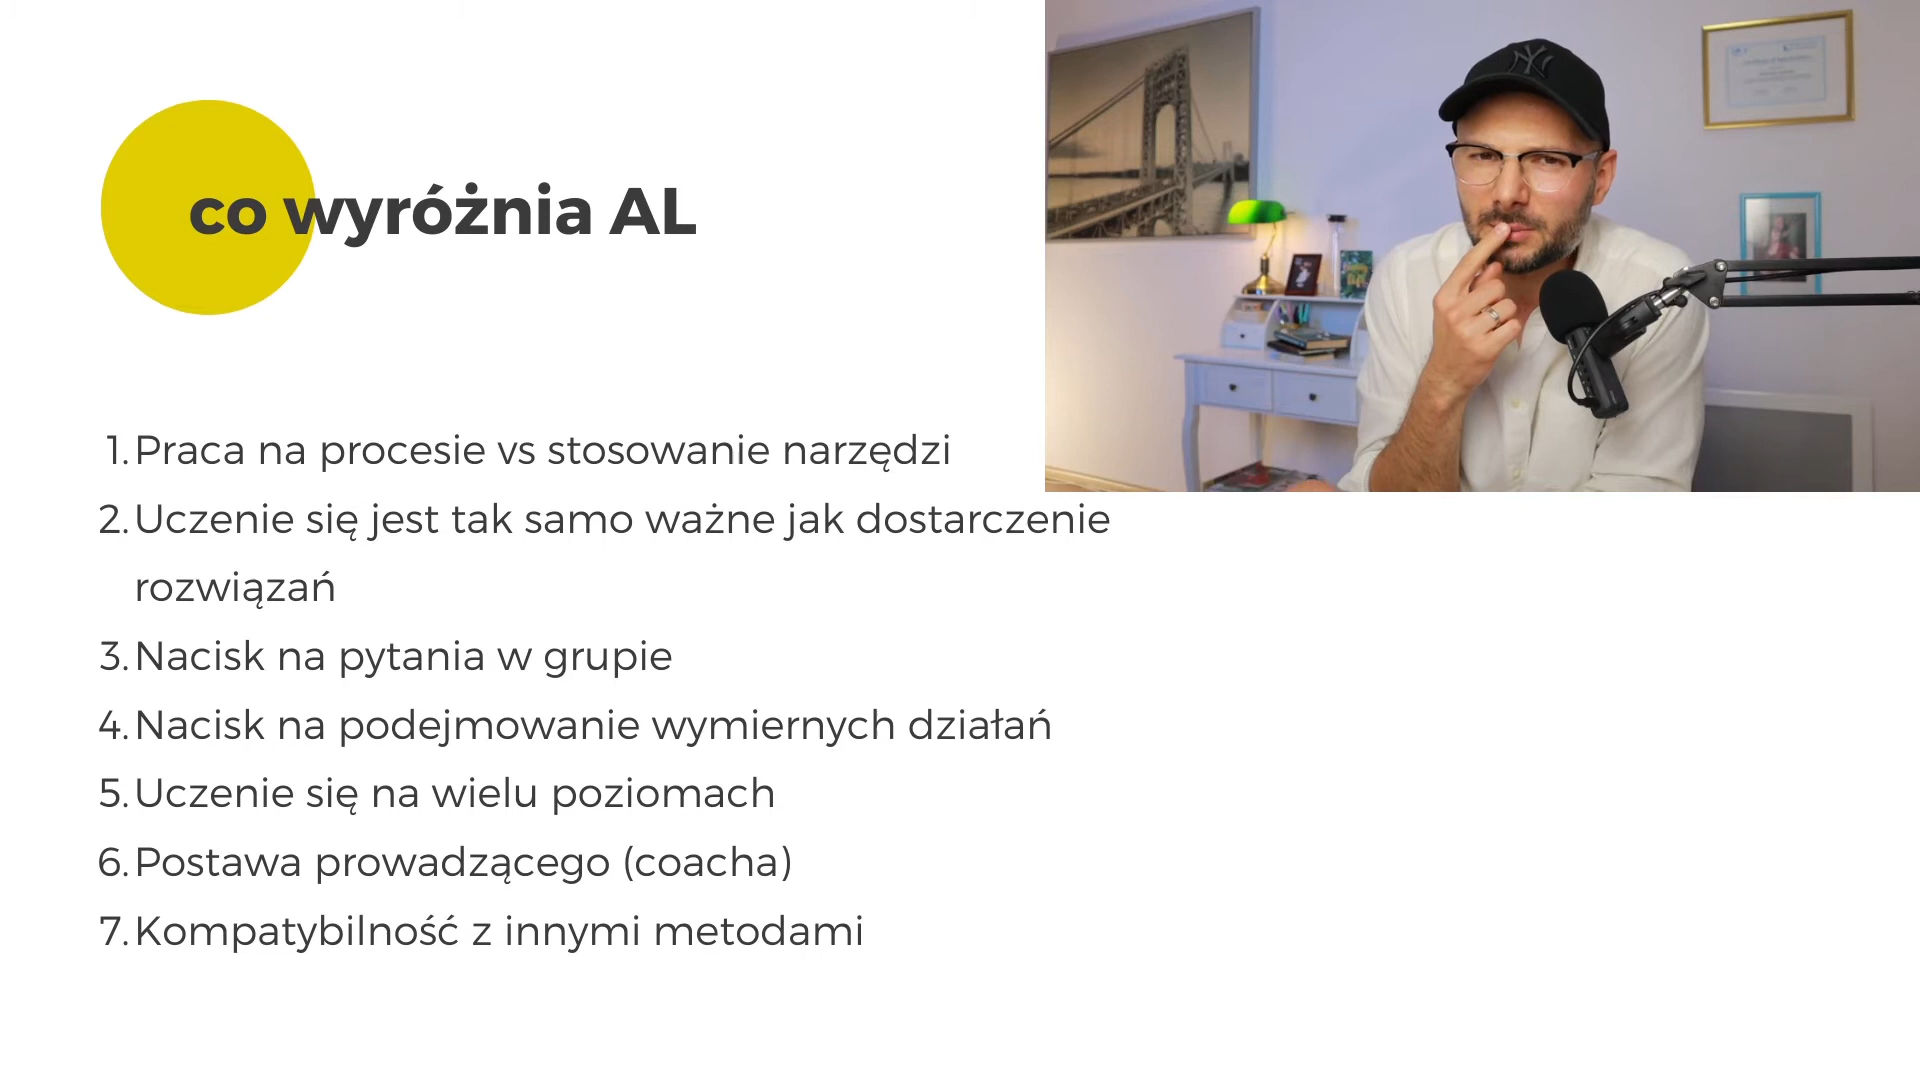 co wyróżnia AL
1. Praca na procesie vs stosowanie narzędzi
2. Uczenie się jest tak samo ważne jak dostarczenie
rozwiązań
3. Nacisk na pytania w grupie
4. Nacisk na podejmowanie wymiernych działań
5. Uczenie się na wielu poziomach
6. Postawa prowadzącego (coacha)
7. Kompatybilność z innymi metodami
NY